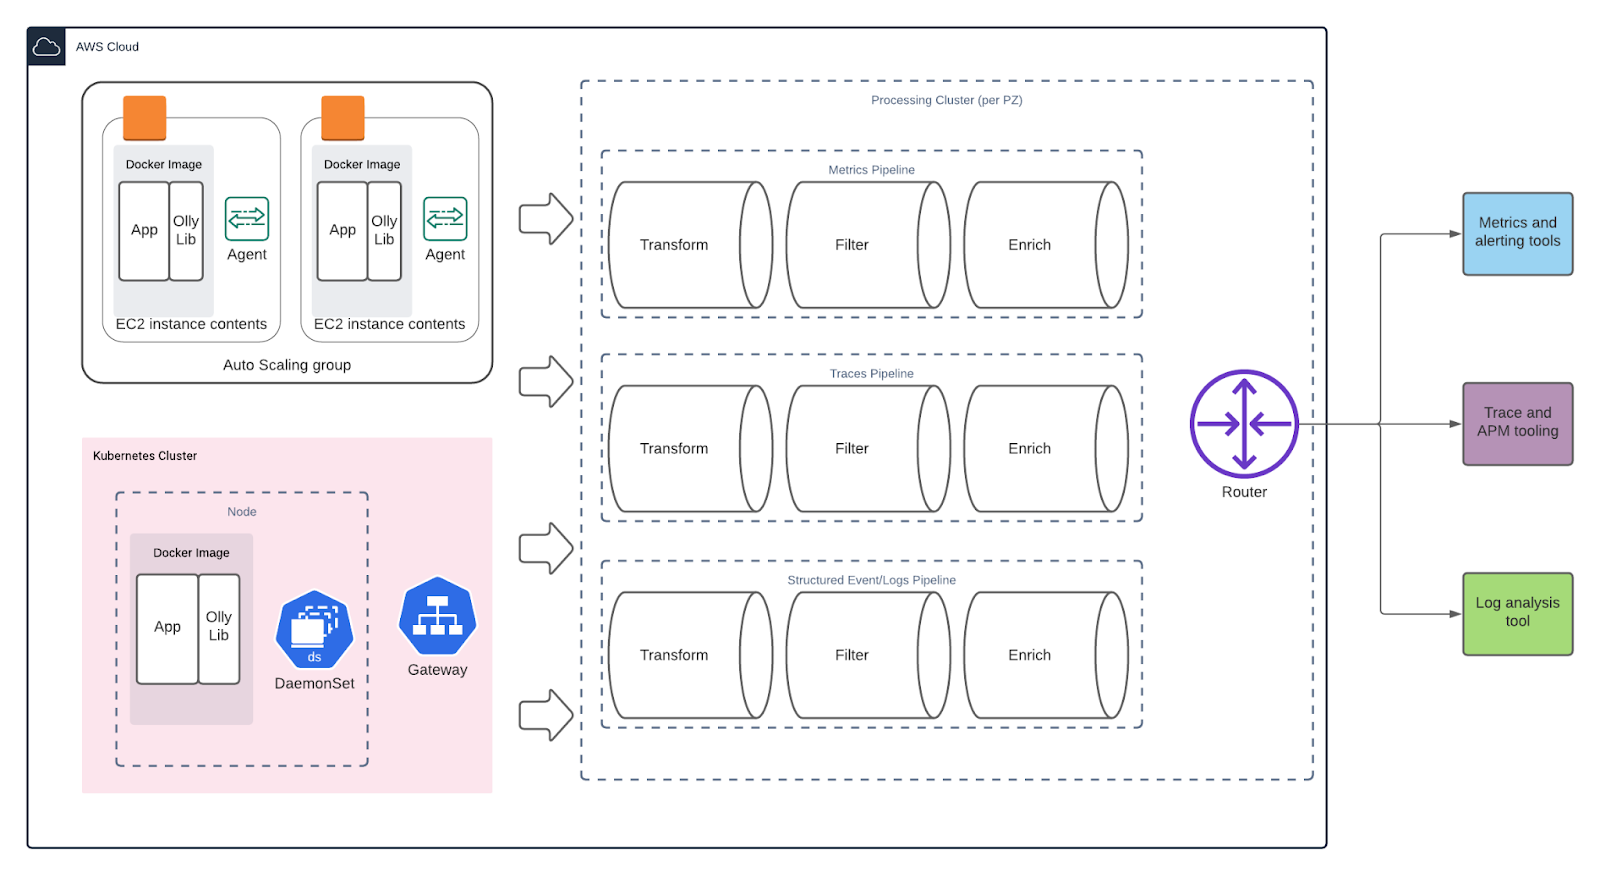 AWS Cloud
Docker Image
App
Olly
Lib
Agent
EC2 instance contents
Docker Image
App
Olly
Lib
Agent
EC2 instance contents
Auto Scaling group
Kubernetes Cluster
Node
Docker Image
App
Olly
Lib
ds
DaemonSet
Gateway
Processing Cluster (per PZ)
Metrics Pipeline
Transform
Filter
Enrich
Traces Pipeline
Transform
Filter
Enrich
Structured Event/Logs Pipeline
Transform
Filter
Enrich
Router
Metrics and
alerting tools
Trace and
APM tooling
Log analysis
tool